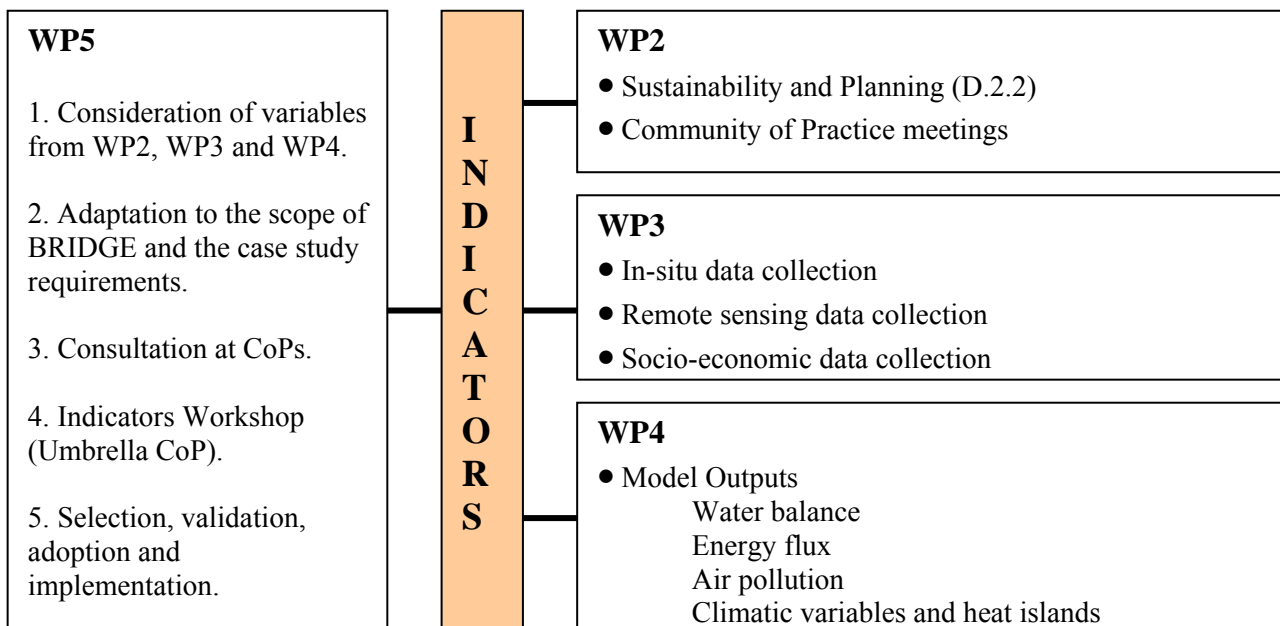 WP5
1. Consideration of variables
from WP2, WP3 and WP4.
2. Adaptation to the scope of
BRIDGE and the case study
requirements.
3. Consultation at CoPs.
4. Indicators Workshop
(Umbrella CoP).
5. Selection, validation,
adoption and
implementation.
I
N
D
I
C
A
T
O
R
S
WP2
• Sustainability and Planning (D.2.2)
• Community of Practice meetings
WP3
• In-situ data collection
• Remote sensing data collection
• Socio-economic data collection
WP4
• Model Outputs
Water balance
Energy flux
Air pollution
Climatic variables and heat islands